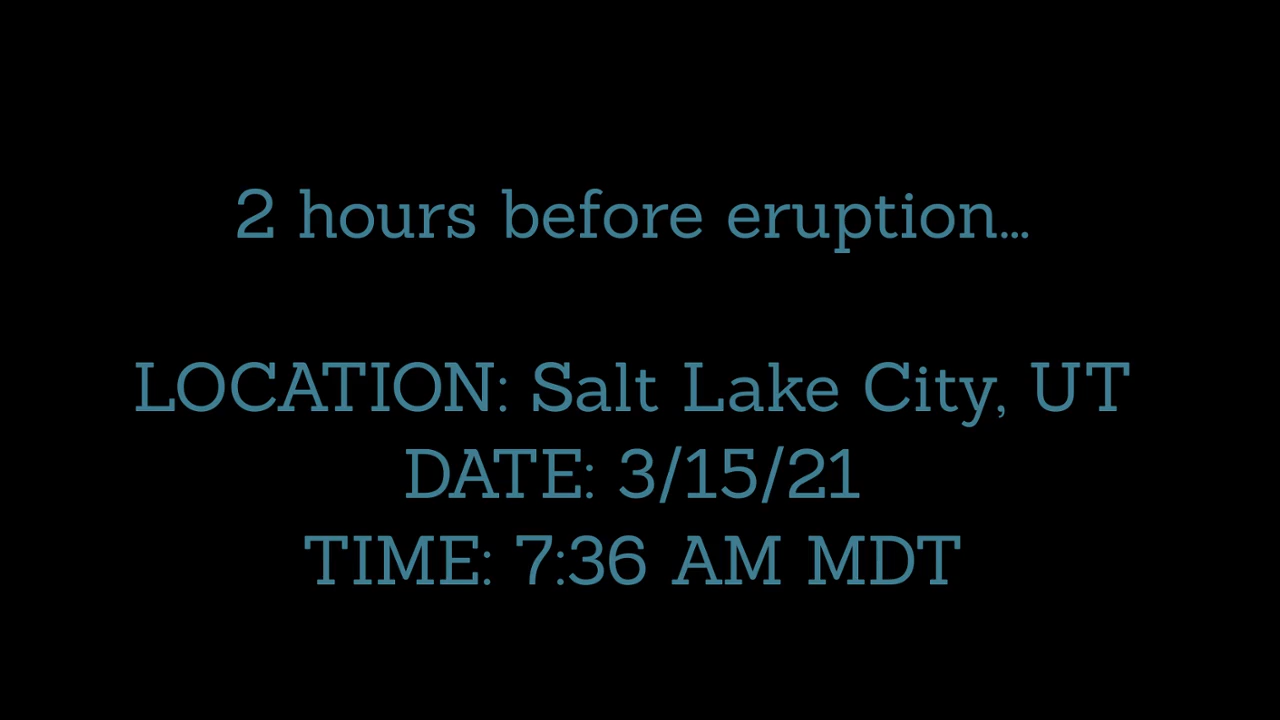 2 hours before eruption...
LOCATION: Salt Lake City, UT
DATE: 3/15/21
TIME: 7:36 AM MDT